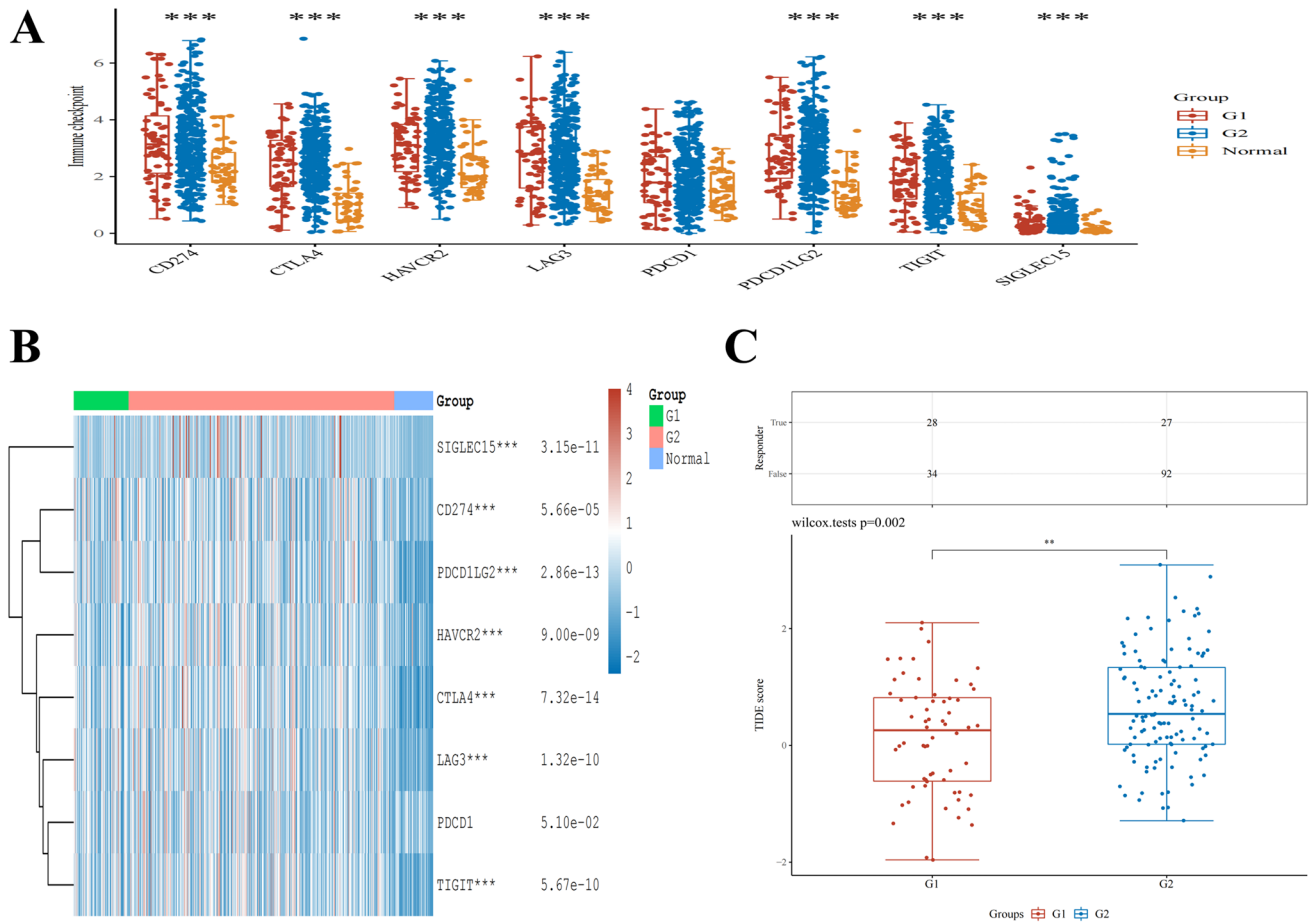 A
*** *** *** *** *** *** ***
Immune checkpoint
6
4
2
0
CD274
CTLA4
HAVCR2
LAG3
PDCD1
PDCD1LG2
TIGIT
SIGLEC15
Group
G1
G2
Normal
B
Group
SIGLEC15*** 3.15e-11
CD274*** 5.66e-05
PDCD1LG2*** 2.86e-13
HAVCR2*** 9.00e-09
CTLA4*** 7.32e-14
LAG3*** 1.32e-10
PDCD1 5.10e-02
TIGIT*** 5.67e-10
4
3
2
1
0
-1
-2
Group
G1
G2
Normal
C
Responder
True 28 27
False 34 92
wilcox.tests p=0.002
**
TIDE score
2
0
−2
G1
G2
Groups G1 G2